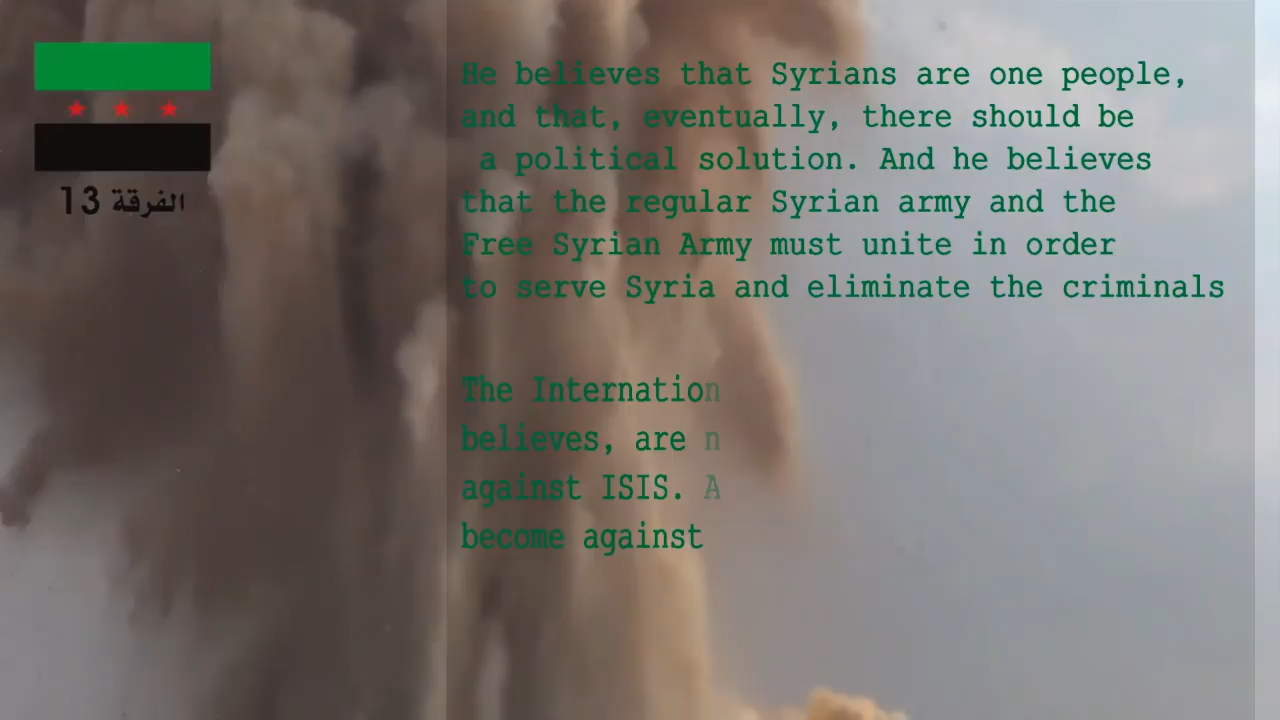 الفرقة 13
He believes that Syrians are one people,
and that, eventually, there should be
a political solution. And he believes
that the regular Syrian army and the
Free Syrian Army must unite in order
to serve Syria and eliminate the criminals
The Internation
believes, are n
against ISIS. A
become against